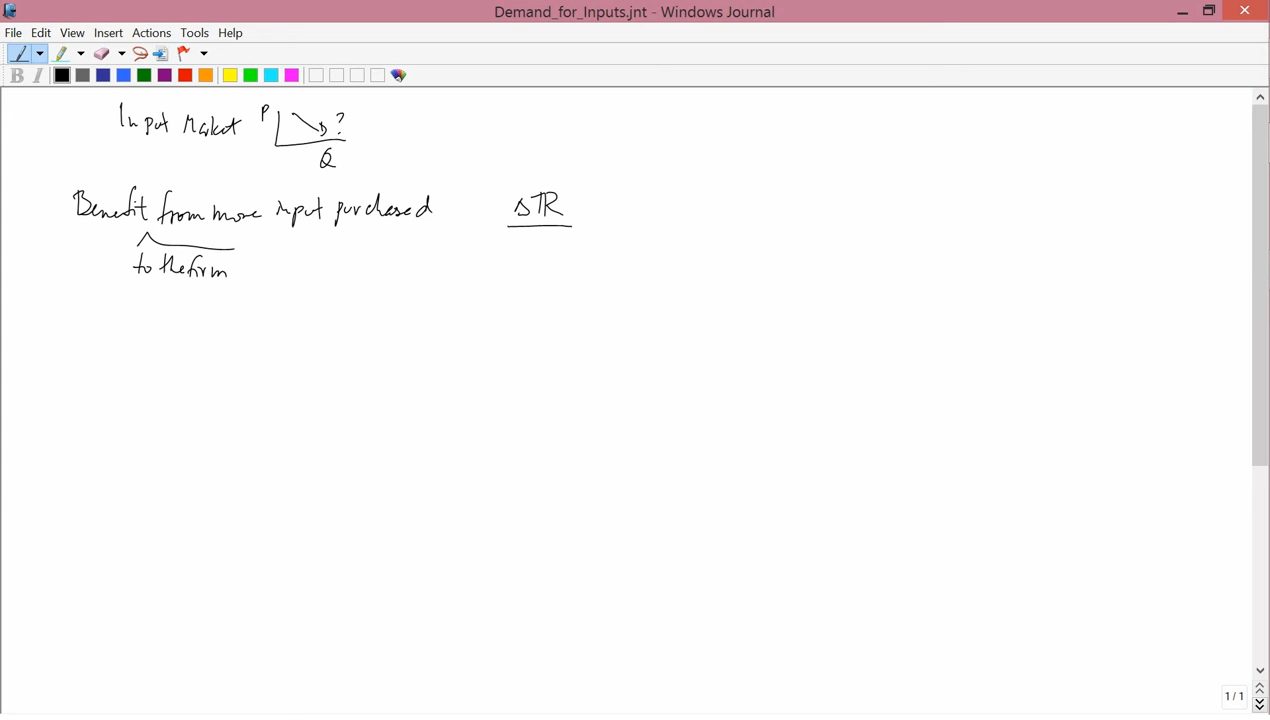 Demand_for_Inputs.jnt - Windows Journal
File Edit View Insert Actions Tools Help
B I
Input Market P D ?
Q
Benefit from more input purchased ΔTR
to the firm
1 / 1